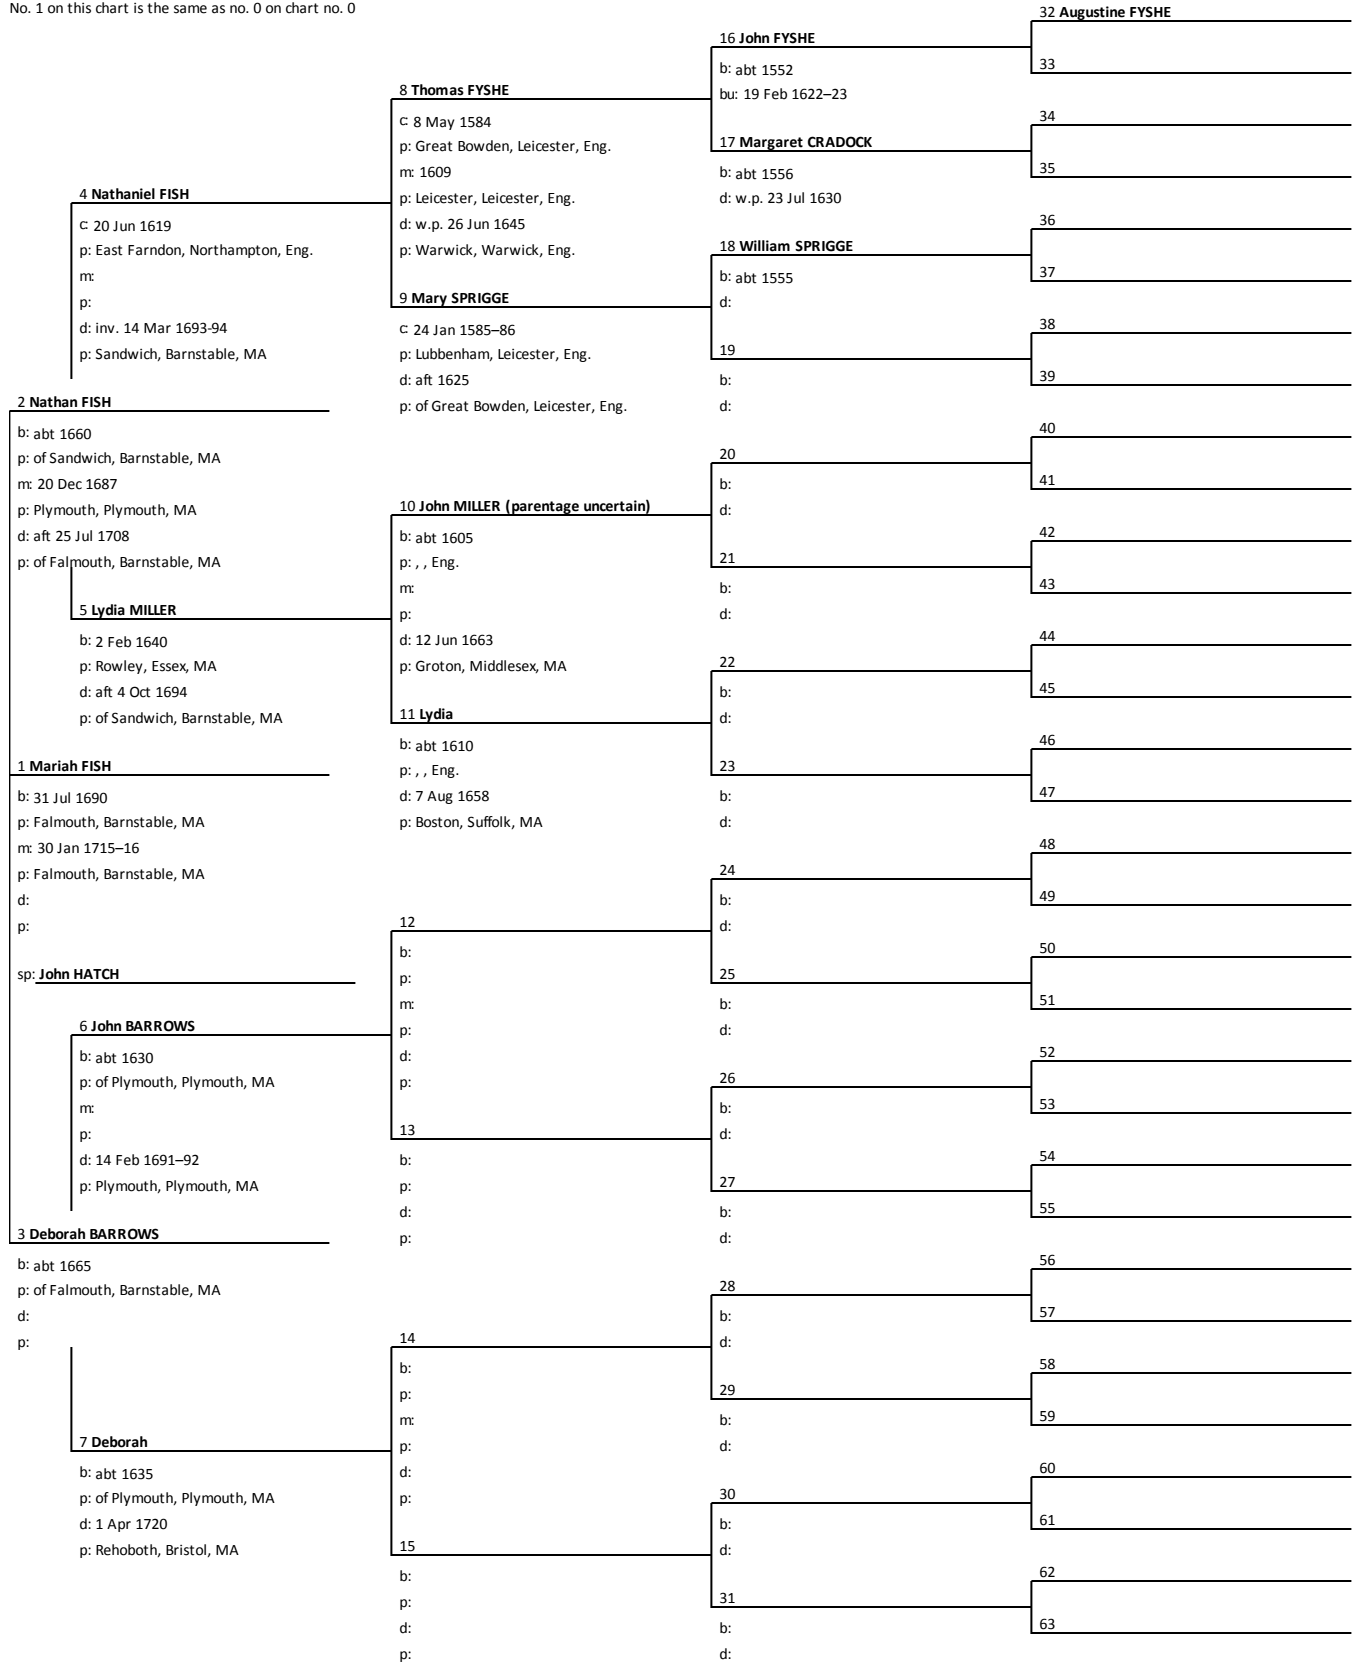 No. 1 on this chart is the same as no. 0 on chart no. 0
1 Mariah FISH
b: 31 Jul 1690
p: Falmouth, Barnstable, MA
m: 30 Jan 1715–16
p: Falmouth, Barnstable, MA
d:
p:
sp: John HATCH
2 Nathan FISH
b: abt 1660
p: of Sandwich, Barnstable, MA
m: 20 Dec 1687
p: Plymouth, Plymouth, MA
d: aft 25 Jul 1708
p: of Falmouth, Barnstable, MA
3 Deborah BARROWS
b: abt 1665
p: of Falmouth, Barnstable, MA
d:
p:
4 Nathaniel FISH
c: 20 Jun 1619
p: East Farndon, Northampton, Eng.
m:
p:
d: inv. 14 Mar 1693-94
p: Sandwich, Barnstable, MA
5 Lydia MILLER
b: 2 Feb 1640
p: Rowley, Essex, MA
d: aft 4 Oct 1694
p: of Sandwich, Barnstable, MA
6 John BARROWS
b: abt 1630
p: of Plymouth, Plymouth, MA
m:
p:
d: 14 Feb 1691–92
p: Plymouth, Plymouth, MA
7 Deborah
b: abt 1635
p: of Plymouth, Plymouth, MA
d: 1 Apr 1720
p: Rehoboth, Bristol, MA
8 Thomas FYSHE
c: 8 May 1584
p: Great Bowden, Leicester, Eng.
m: 1609
p: Leicester, Leicester, Eng.
d: w.p. 26 Jun 1645
p: Warwick, Warwick, Eng.
9 Mary SPRIGGE
c: 24 Jan 1585–86
p: Lubbenham, Leicester, Eng.
d: aft 1625
p: of Great Bowden, Leicester, Eng.
10 John MILLER (parentage uncertain)
b: abt 1605
p: , , Eng.
m:
p:
d: 12 Jun 1663
p: Groton, Middlesex, MA
11 Lydia
b: abt 1610
p: , , Eng.
d: 7 Aug 1658
p: Boston, Suffolk, MA
12
b:
p:
m:
p:
d:
p:
13
b:
p:
d:
p:
14
b:
p:
m:
p:
d:
p:
15
b:
p:
d:
p:
16 John FYSHE
b: abt 1552
bu: 19 Feb 1622–23
17 Margaret CRADOCK
b: abt 1556
d: w.p. 23 Jul 1630
18 William SPRIGGE
b: abt 1555
d:
19
b:
d:
20
b:
d:
21
b:
d:
22
b:
d:
23
b:
d:
24
b:
d:
25
b:
d:
26
b:
d:
27
b:
d:
28
b:
d:
29
b:
d:
30
b:
d:
31
b:
d:
32 Augustine FYSHE
33
34
35
36
37
38
39
40
41
42
43
44
45
46
47
48
49
50
51
52
53
54
55
56
57
58
59
60
61
62
63